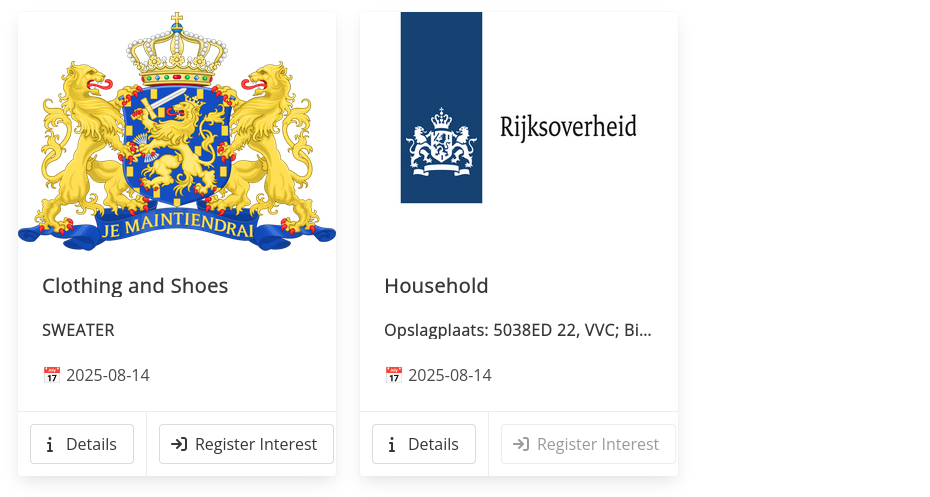 JE MAINTIENDRAI
Clothing and Shoes
SWEATER
📅 2025-08-14
Details
Register Interest
Rijksoverheid
Household
Opslagplaats: 5038ED 22, VVC; Bi...
📅 2025-08-14
Details
Register Interest